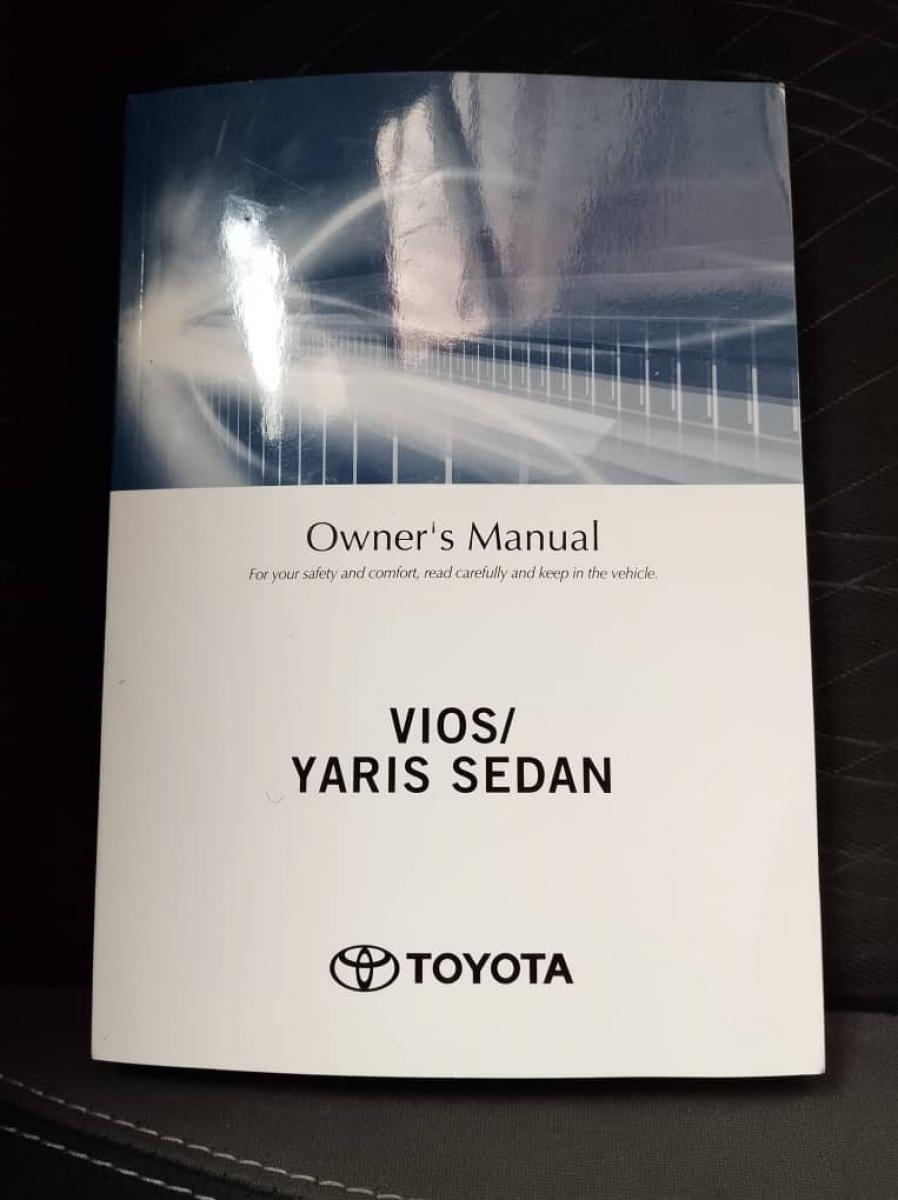 Owner's Manual
For your safety and comfort, read carefully and keep in the vehicle.
VIOS/
YARIS SEDAN
TOYOTA